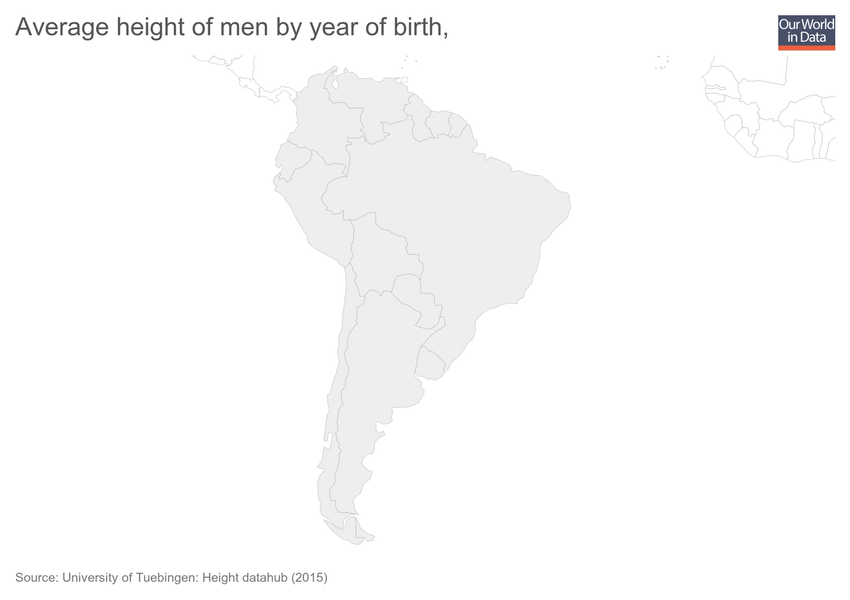 Average height of men by year of birth,
Our World
in Data
Source: University of Tuebingen: Height datahub (2015)